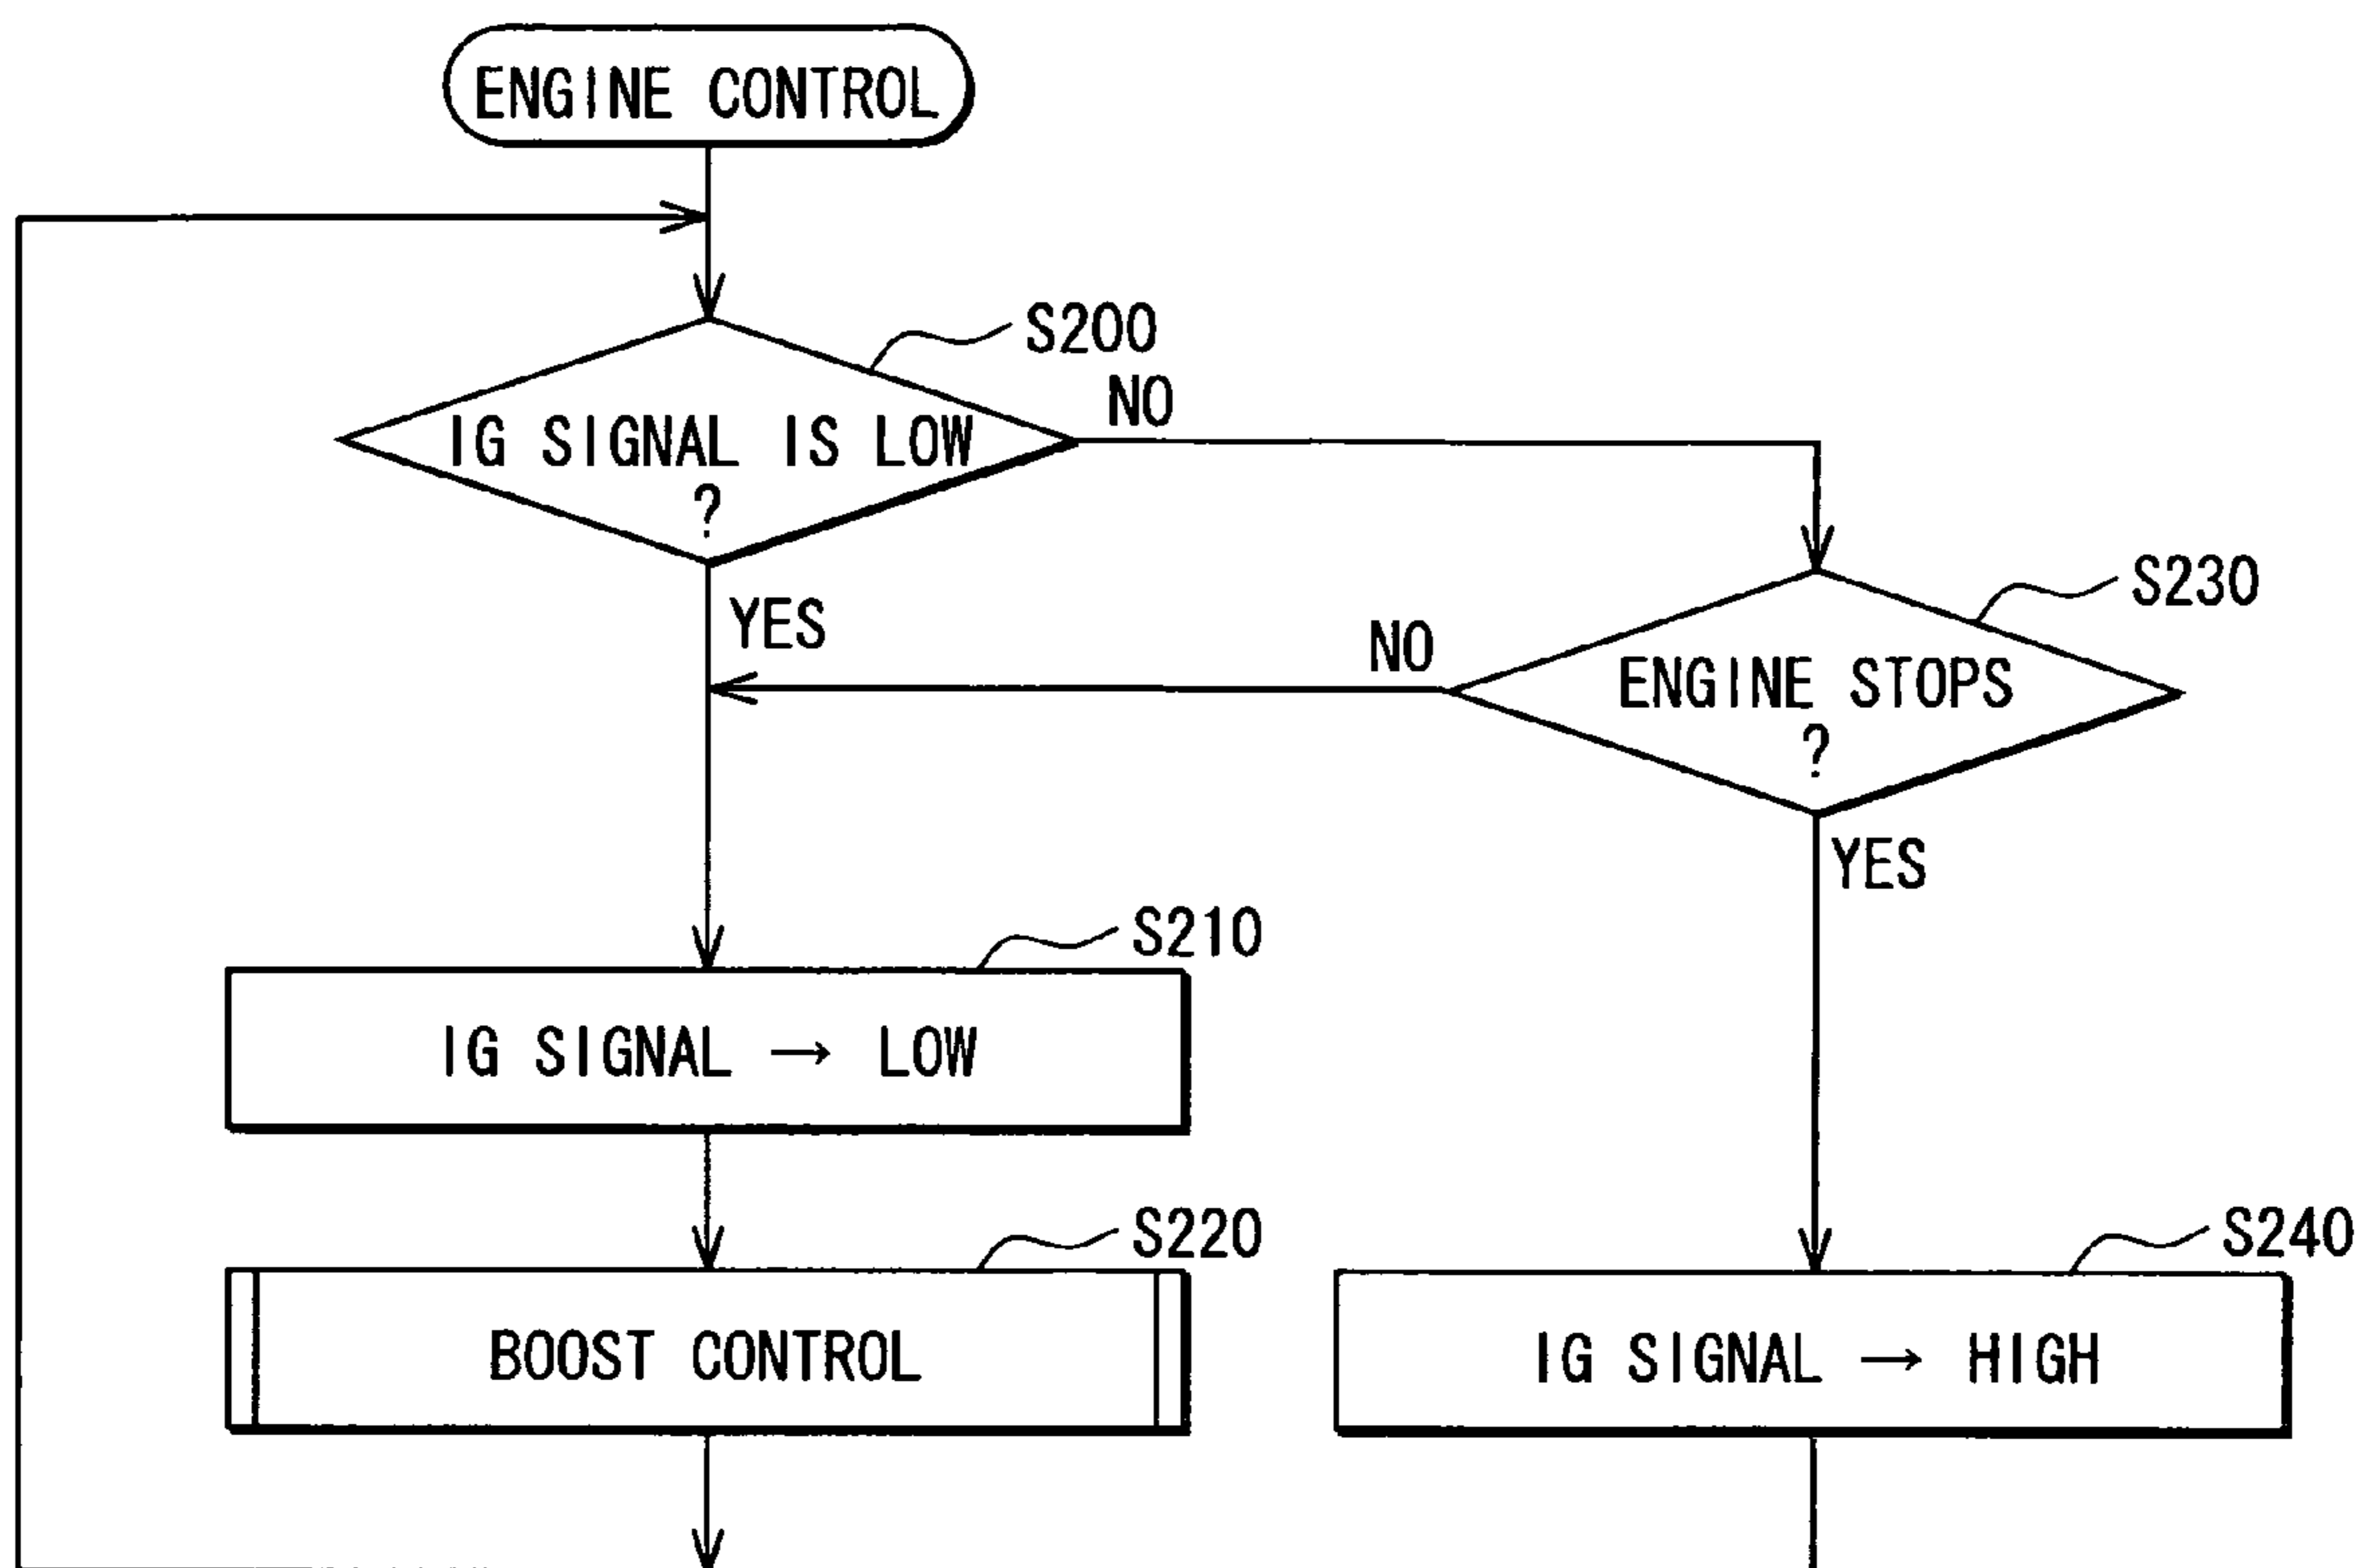 ENGINE CONTROL
S200
NO
IG SIGNAL IS LOW
?
YES
S230
NO
ENGINE STOPS
?
YES
S210
IG SIGNAL → LOW
S220
BOOST CONTROL
S240
IG SIGNAL → HIGH